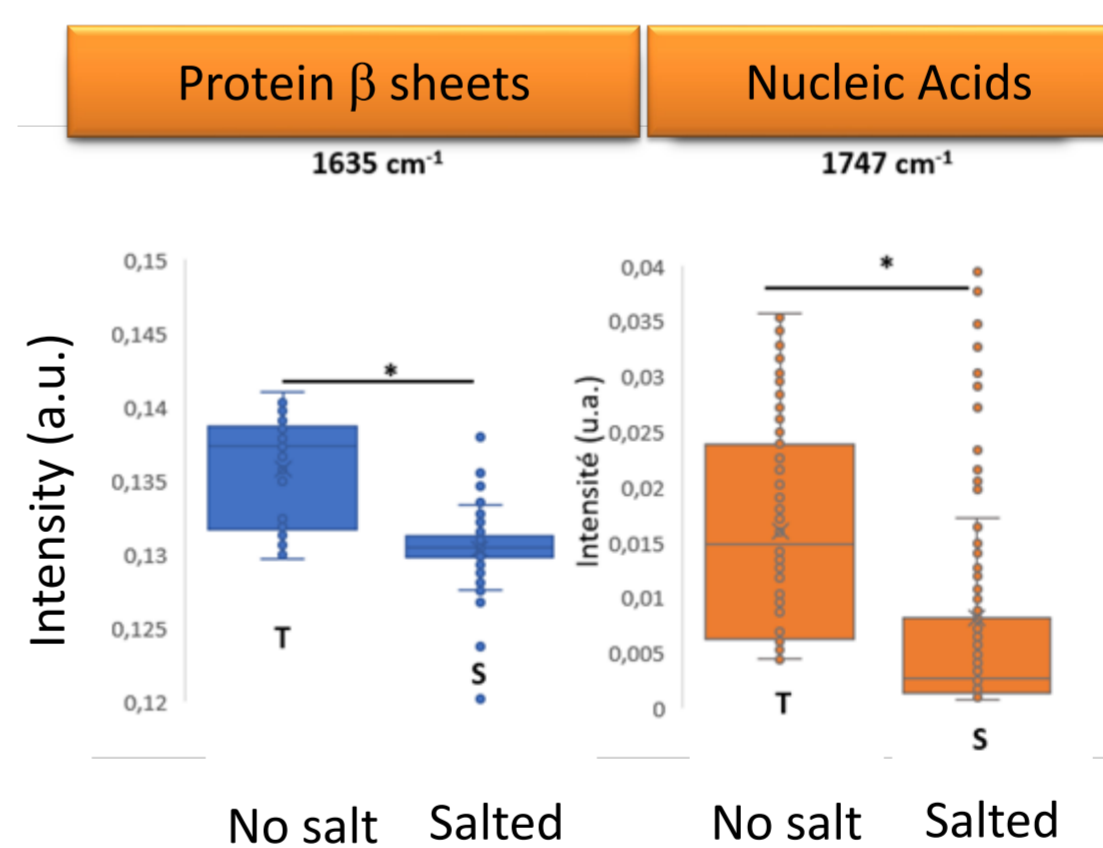 Protein β sheets
Nucleic Acids
1635 cm⁻¹
1747 cm⁻¹
Intensity (a.u.)
0,15
0,145
0,14
0,135
0,13
0,125
0,12
*
T
S
Intensité (u.a.)
0,04
0,035
0,03
0,025
0,02
0,015
0,01
0,005
0
*
T
S
No salt
Salted
No salt
Salted